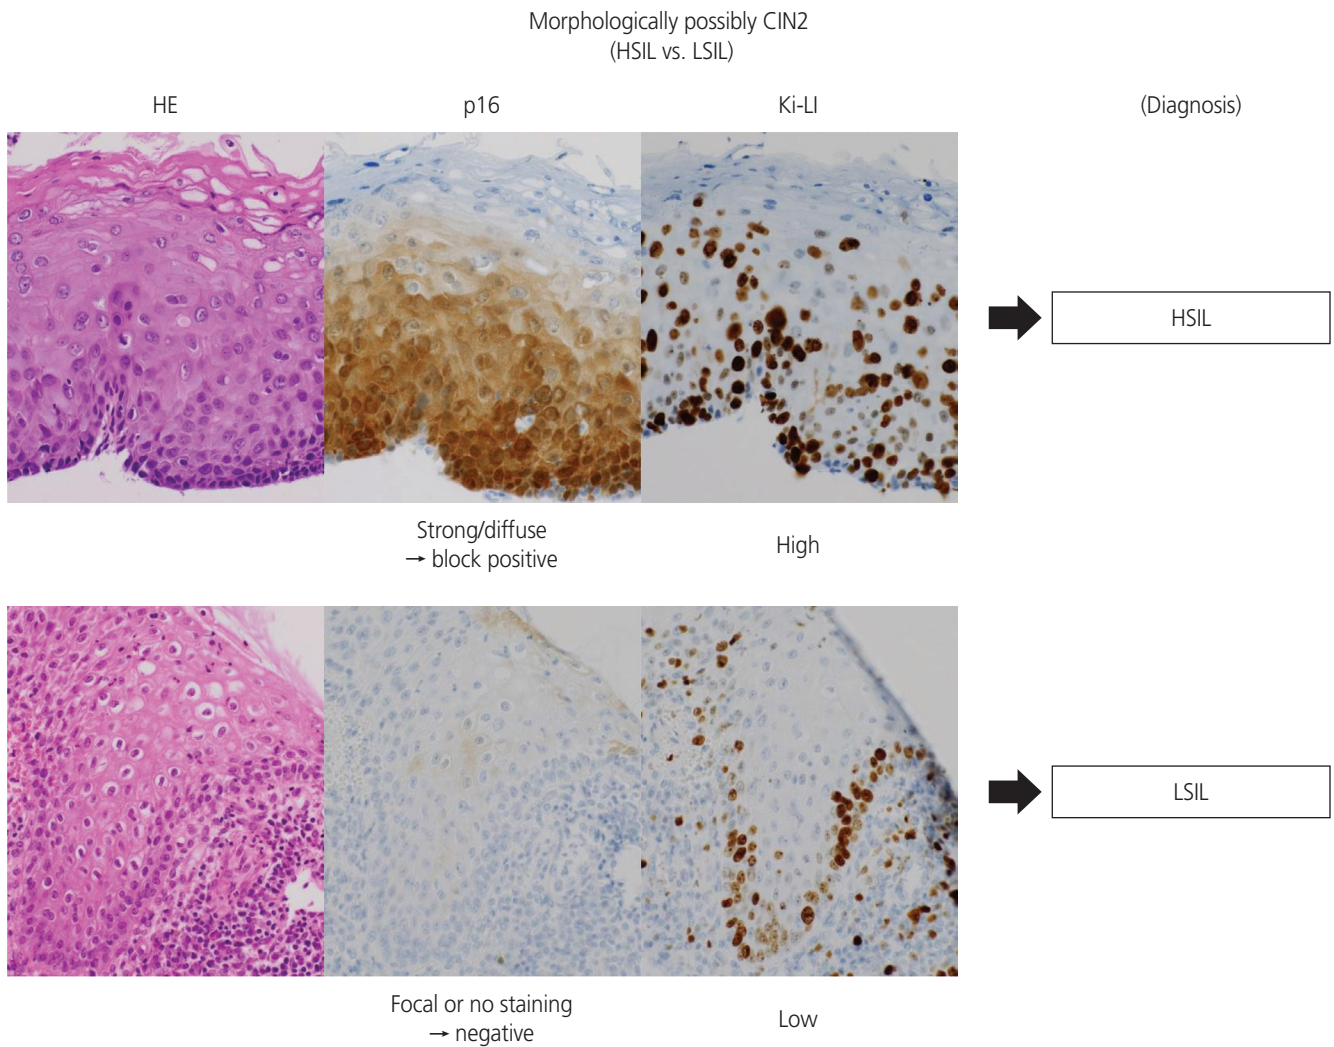 Morphologically possibly CIN2
(HSIL vs. LSIL)
HE
p16
Ki-LI
(Diagnosis)
HSIL
Strong/diffuse
→ block positive
High
LSIL
Focal or no staining
→ negative
Low